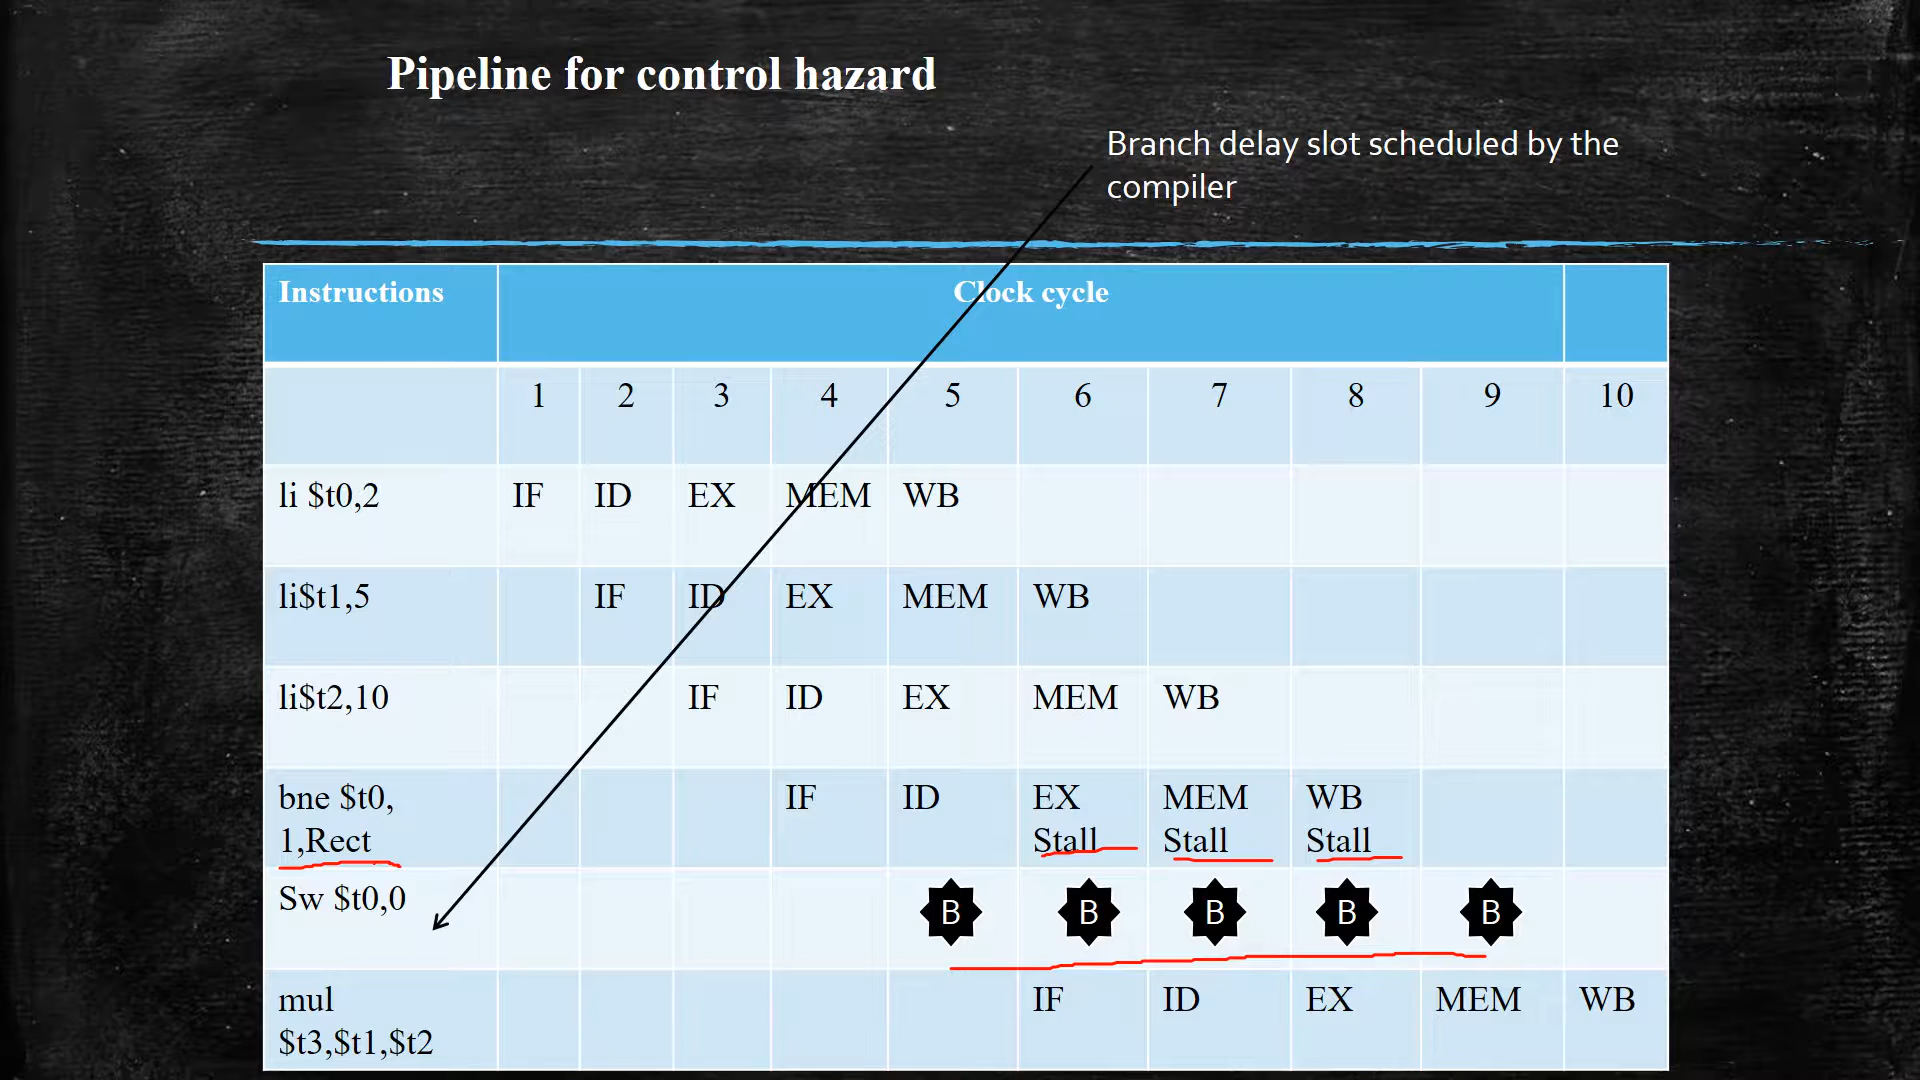 Pipeline for control hazard
Branch delay slot scheduled by the
compiler
Instructions Clock cycle
1 2 3 4 5 6 7 8 9 10
li $t0,2 IF ID EX MEM WB
li$t1,5 IF ID EX MEM WB
li$t2,10 IF ID EX MEM WB
bne $t0, IF ID EX MEM WB
1,Rect Stall Stall Stall
Sw $t0,0 B B B B B
mul IF ID EX MEM WB
$t3,$t1,$t2